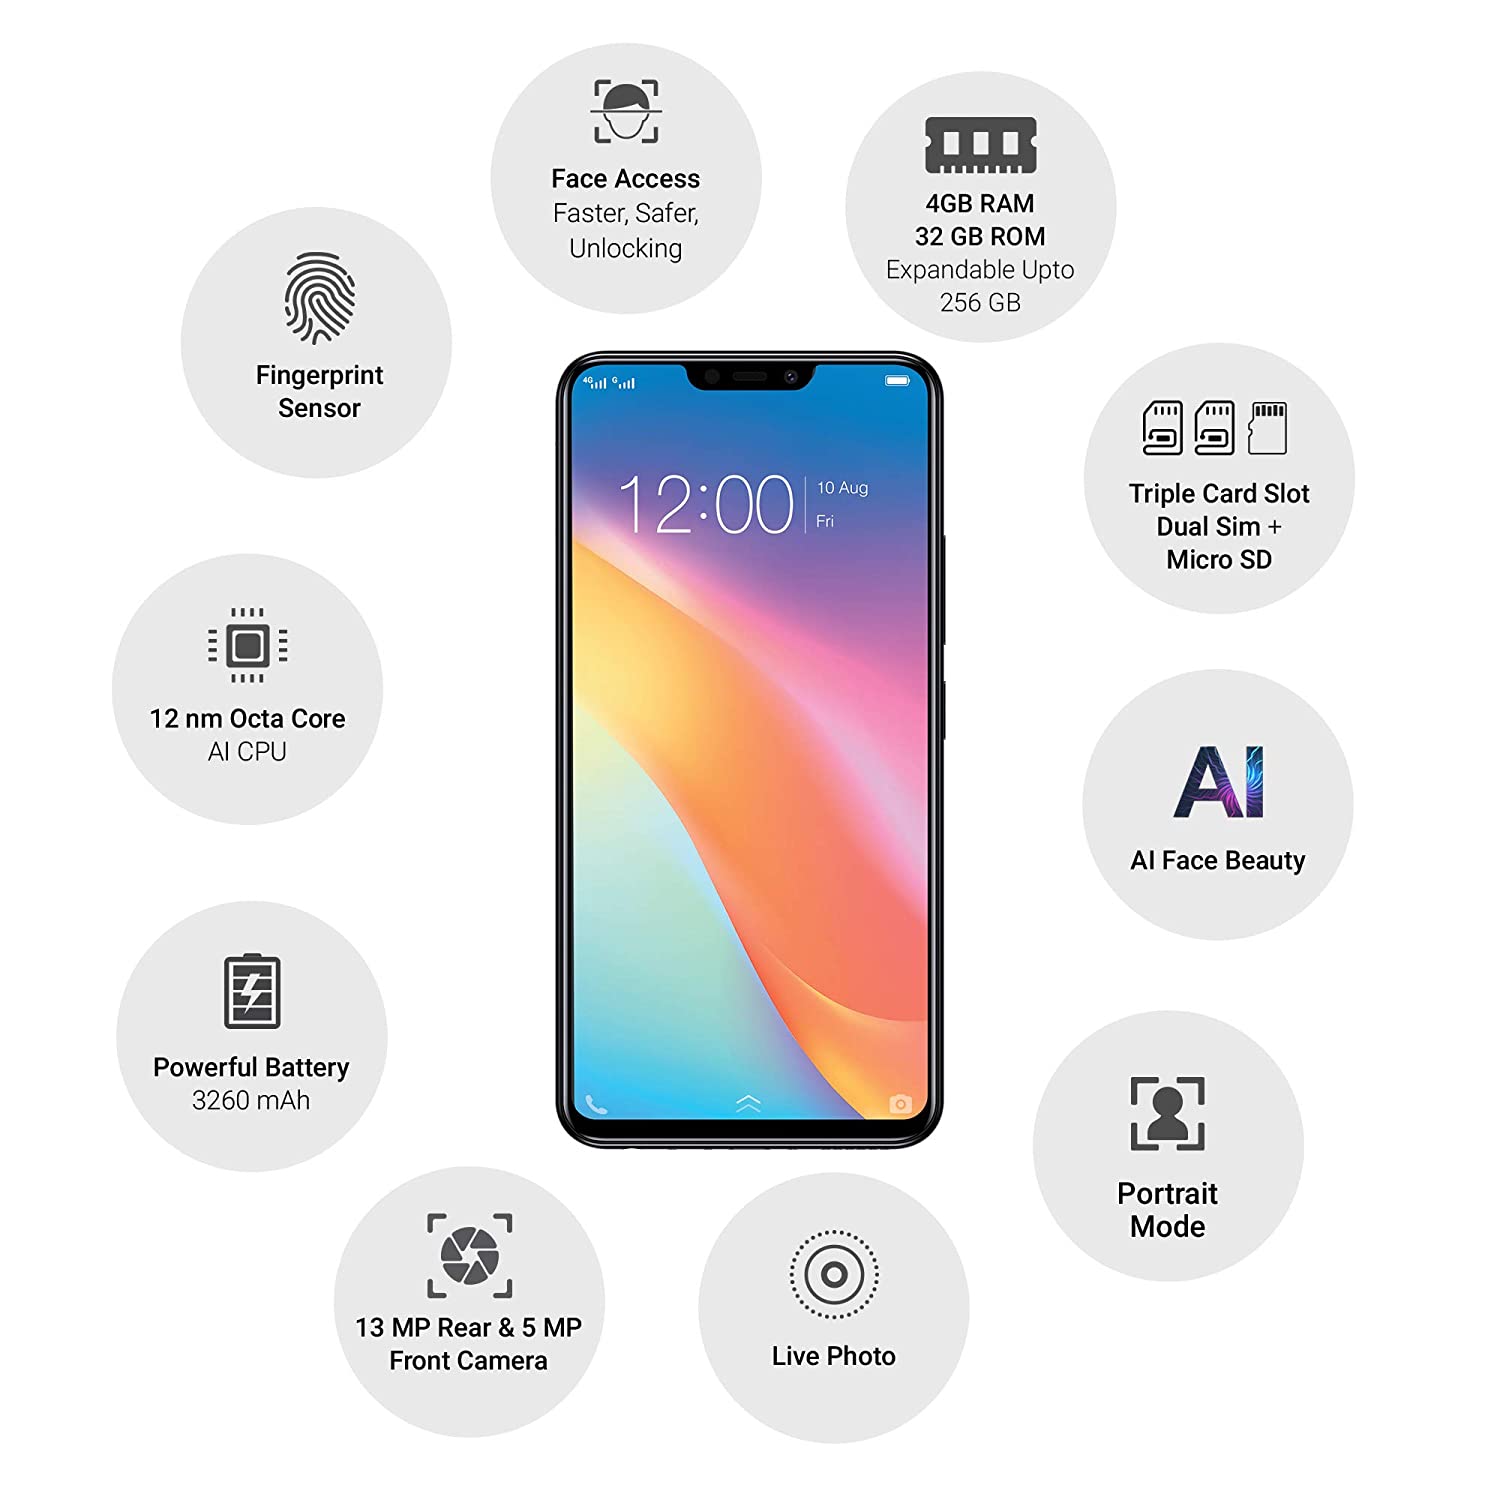 Face Access
Faster, Safer,
Unlocking
4GB RAM
32 GB ROM
Expandable Upto
256 GB
Fingerprint
Sensor
4G G
12:00
10 Aug
Fri
Triple Card Slot
Dual Sim +
Micro SD
12 nm Octa Core
AI CPU
AI
AI Face Beauty
Powerful Battery
3260 mAh
Portrait
Mode
13 MP Rear & 5 MP
Front Camera
Live Photo